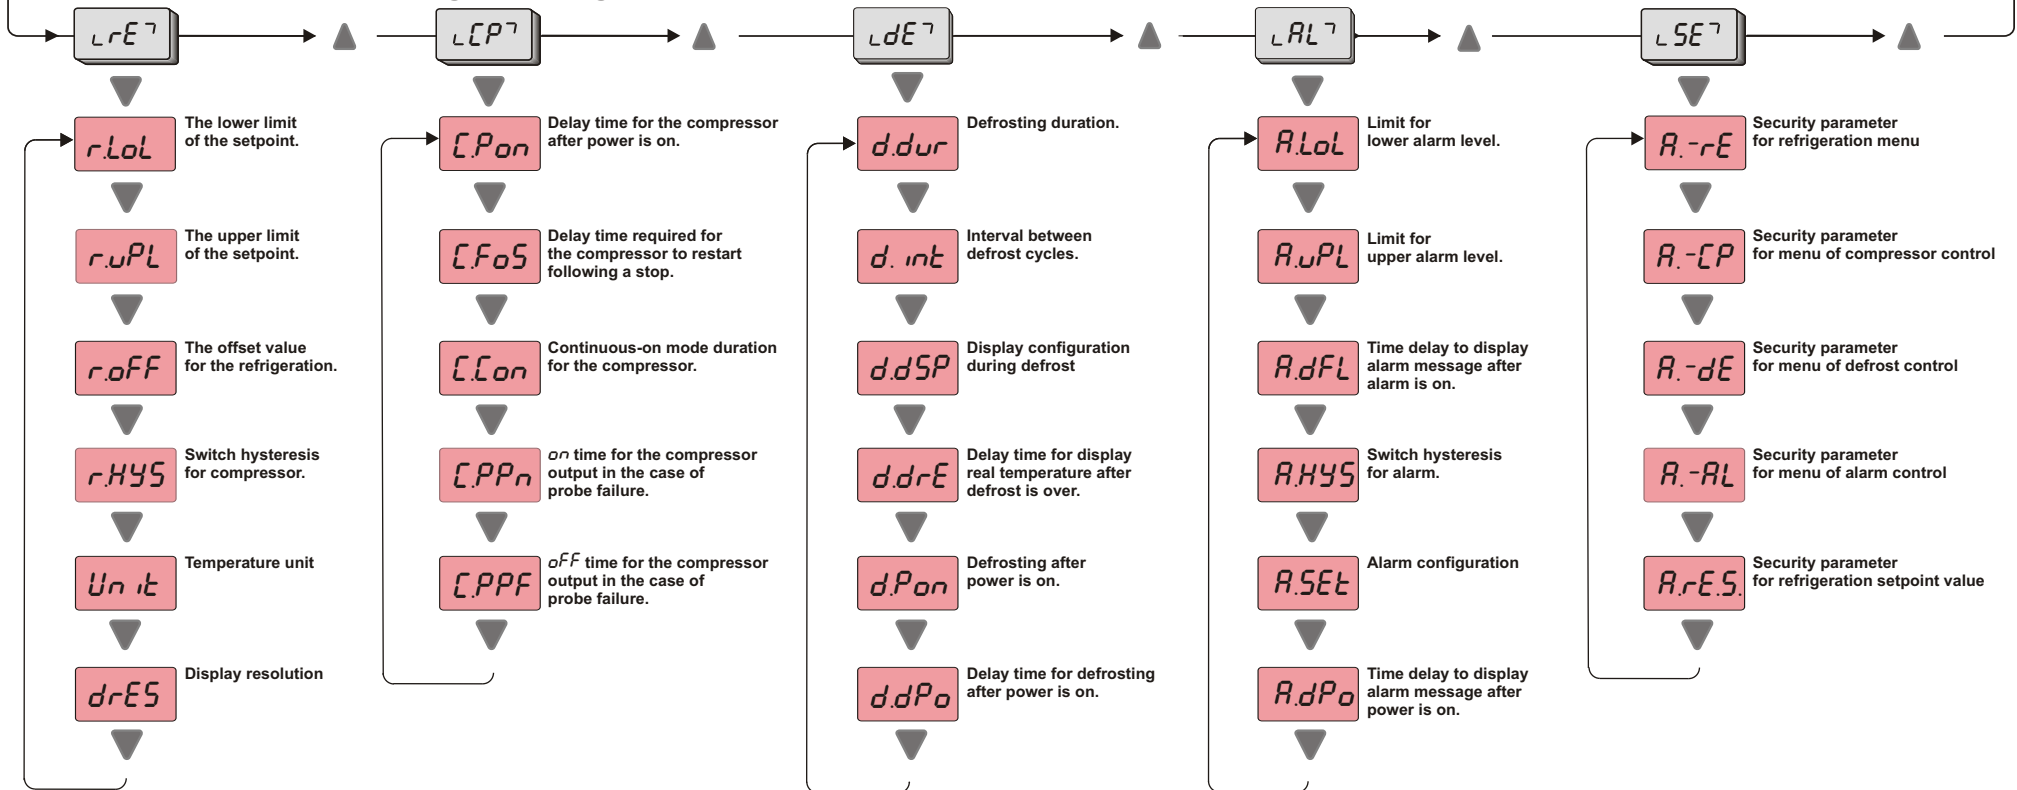 rE
CP
dE
AL
SE
r.LoL
The lower limit
of the setpoint.
r.uPL
The upper limit
of the setpoint.
r.oFF
The offset value
for the refrigeration.
r.HYS
Switch hysteresis
for compressor.
Unit
Temperature unit
drES
Display resolution
C.Pon
Delay time for the compressor
after power is on.
C.FoS
Delay time required for
the compressor to restart
following a stop.
C.Con
Continuous-on mode duration
for the compressor.
C.PPn
on time for the compressor
output in the case of
probe failure.
C.PPF
oFF time for the compressor
output in the case of
probe failure.
d.dur
Defrosting duration.
d.int
Interval between
defrost cycles.
d.dSP
Display configuration
during defrost
d.drE
Delay time for display
real temperature after
defrost is over.
d.Pon
Defrosting after
power is on.
d.dPo
Delay time for defrosting
after power is on.
A.LoL
Limit for
lower alarm level.
A.uPL
Limit for
upper alarm level.
A.dFL
Time delay to display
alarm message after
alarm is on.
A.HYS
Switch hysteresis
for alarm.
A.SEt
Alarm configuration
A.dPo
Time delay to display
alarm message after
power is on.
A.-rE
Security parameter
for refrigeration menu
A.-CP
Security parameter
for menu of compressor control
A.-dE
Security parameter
for menu of defrost control
A.-AL
Security parameter
for menu of alarm control
A.rE.S.
Security parameter
for refrigeration setpoint value